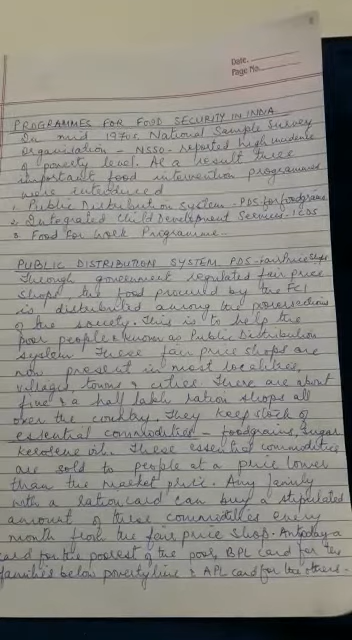 Date.
Page No.
PROGRAMMES FOR FOOD SECURITY IN INDIA
In mid 1970s National Sample Survey
Organisation - NSSO - reported high incidence
of poverty level. As a result three
important food intervention programmes
were introduced
1. Public Distribution System - PDS - for foodgrains
2. Integrated Child Development Services - ICDS
3. Food for Work Programme -
PUBLIC DISTRIBUTION SYSTEM PDS - Fair Price Shops
Through government regulated fair price
shops, the food procured by the FCI
is distributed among the poor sections
of the society. This is to help the
poor people & known as Public Distribution
System. These fair price shops are
now present in most localities,
villages, towns & cities. There are about
five & a half lakh ration shops all
over the country. They keep stock of
essential commodities - foodgrains, sugar
kerosene oil. These essential commodities
are sold to people at a price lower
than the market price. Any family
with a ration card can buy a stipulated
amount of these commodities every
month from the fair price shop. Antodaya
card for the poorest of the poor, BPL card for the
families below poverty line & APL card for the others.